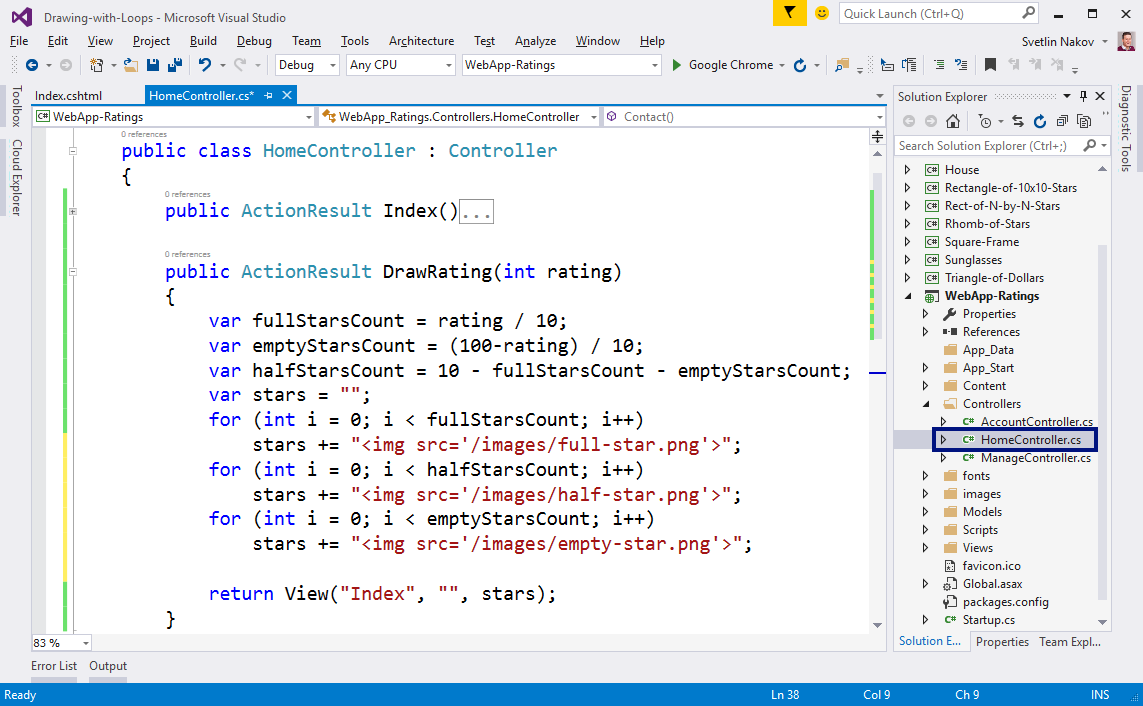 Drawing-with-Loops - Microsoft Visual Studio
Quick Launch (Ctrl+Q)
File Edit View Project Build Debug Team Tools Architecture Test Analyze Window Help
Svetlin Nakov
Debug Any CPU WebApp-Ratings Google Chrome
Toolbox
Cloud Explorer
Index.cshtml HomeController.cs*
WebApp-Ratings WebApp_Ratings.Controllers.HomeController Contact()
0 references
public class HomeController : Controller
{
0 references
public ActionResult Index()...
0 references
public ActionResult DrawRating(int rating)
{
var fullStarsCount = rating / 10;
var emptyStarsCount = (100-rating) / 10;
var halfStarsCount = 10 - fullStarsCount - emptyStarsCount;
var stars = "";
for (int i = 0; i < fullStarsCount; i++)
stars += "<img src='/images/full-star.png'>";
for (int i = 0; i < halfStarsCount; i++)
stars += "<img src='/images/half-star.png'>";
for (int i = 0; i < emptyStarsCount; i++)
stars += "<img src='/images/empty-star.png'>";
return View("Index", "", stars);
}
83 %
Solution Explorer
Search Solution Explorer (Ctrl+;)
C# House
C# Rectangle-of-10x10-Stars
C# Rect-of-N-by-N-Stars
C# Rhomb-of-Stars
C# Square-Frame
C# Sunglasses
C# Triangle-of-Dollars
WebApp-Ratings
Properties
References
App_Data
App_Start
Content
Controllers
C# AccountController.cs
C# HomeController.cs
C# ManageController.cs
fonts
images
Models
Scripts
Views
favicon.ico
Global.asax
packages.config
C# Startup.cs
Solution E... Properties Team Expl...
Diagnostic Tools
Error List Output
Ready Ln 38 Col 9 Ch 9 INS